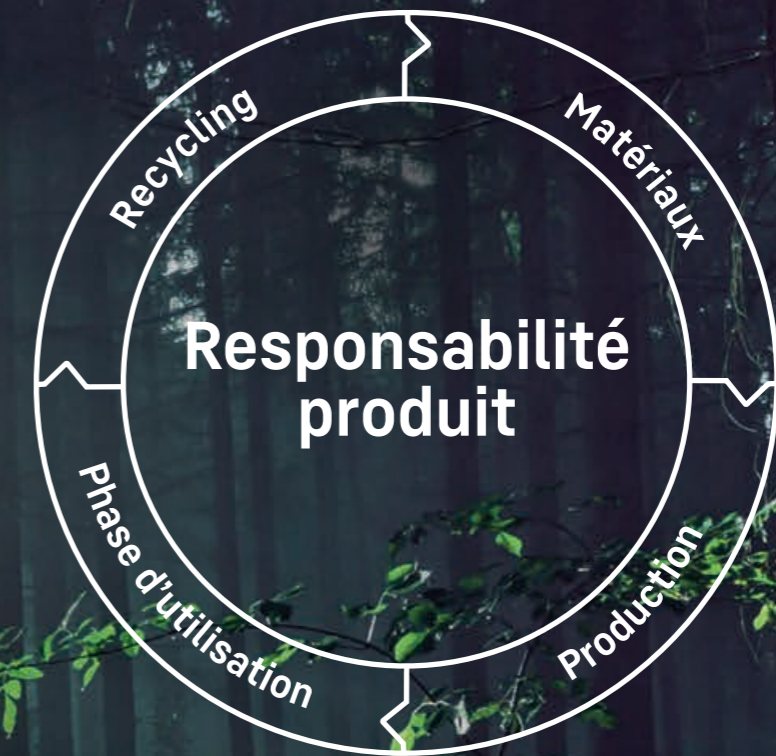 Responsabilité
produit
Matériaux
Production
Phase d'utilisation
Recycling